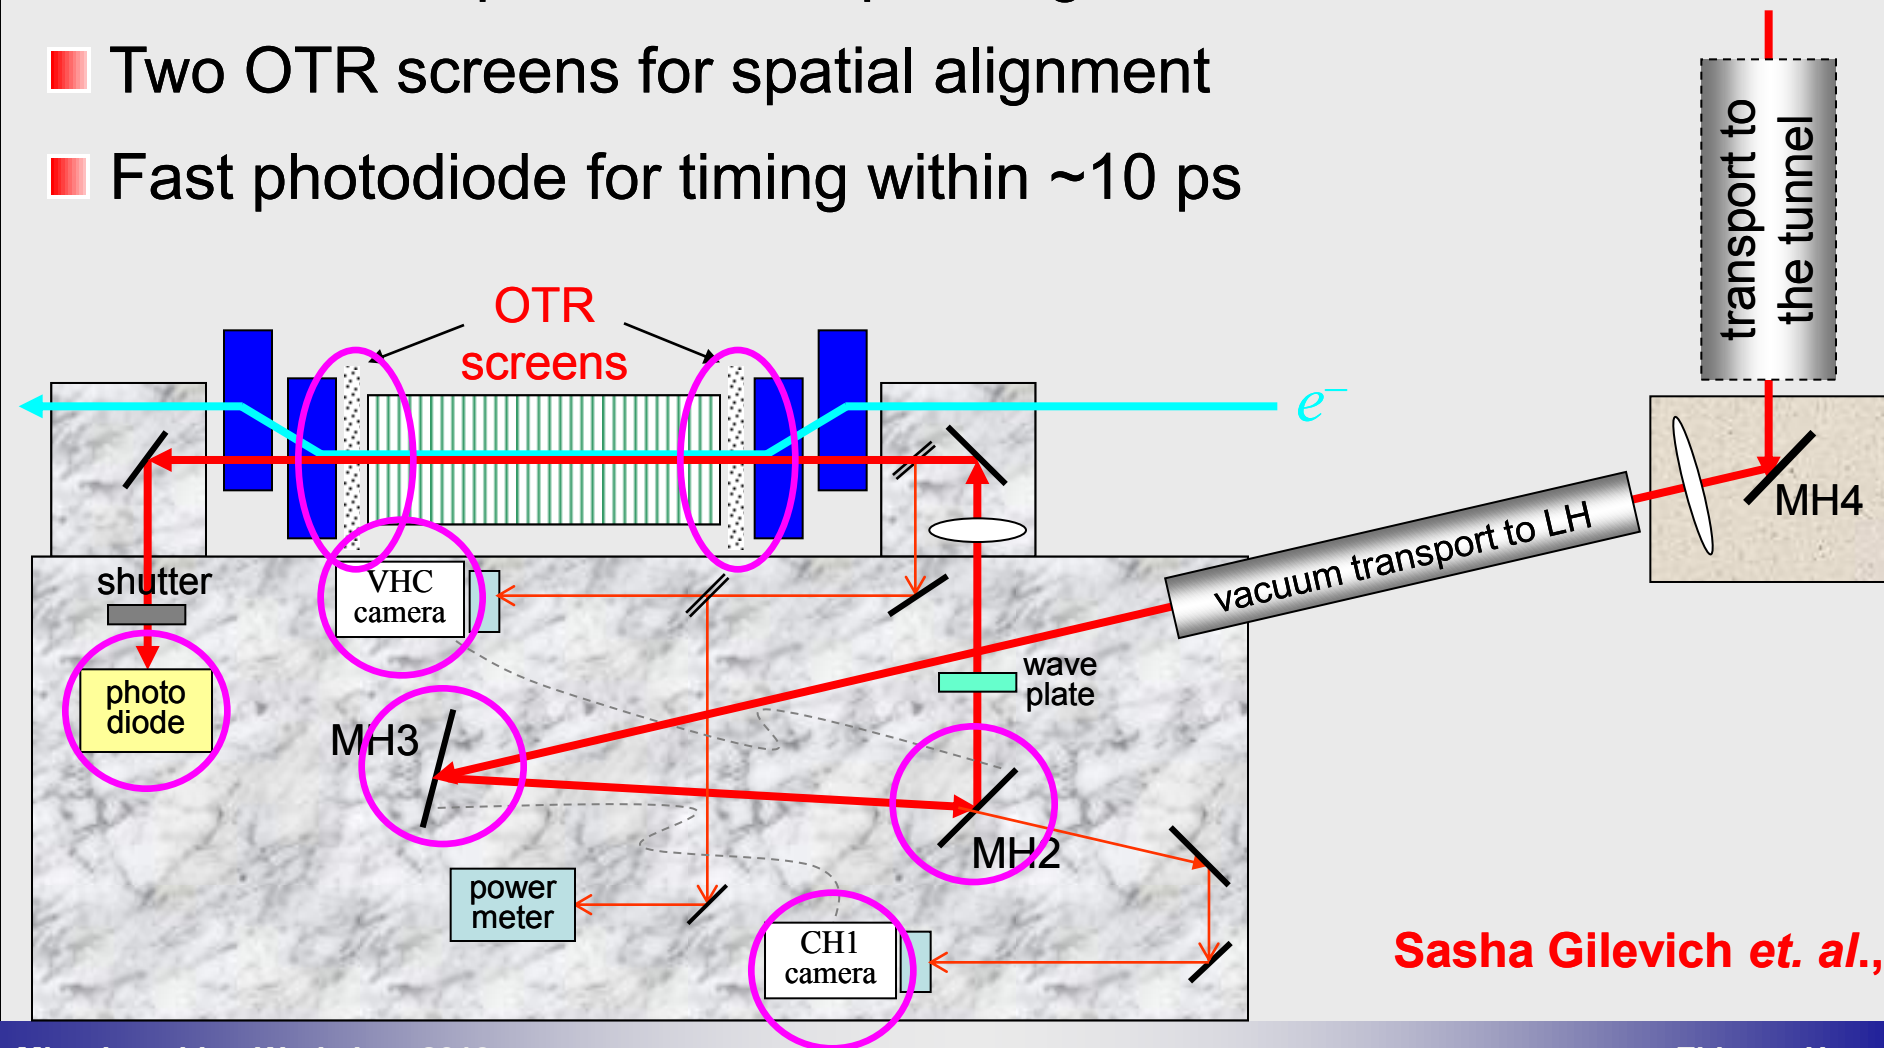 Two OTR screens for spatial alignment
Fast photodiode for timing within ~10 ps
transport to
the tunnel
OTR
screens
e−
MH4
vacuum transport to LH
shutter
VHC
camera
wave
plate
photo
diode
MH3
MH2
power
meter
CH1
camera
Sasha Gilevich et. al.,